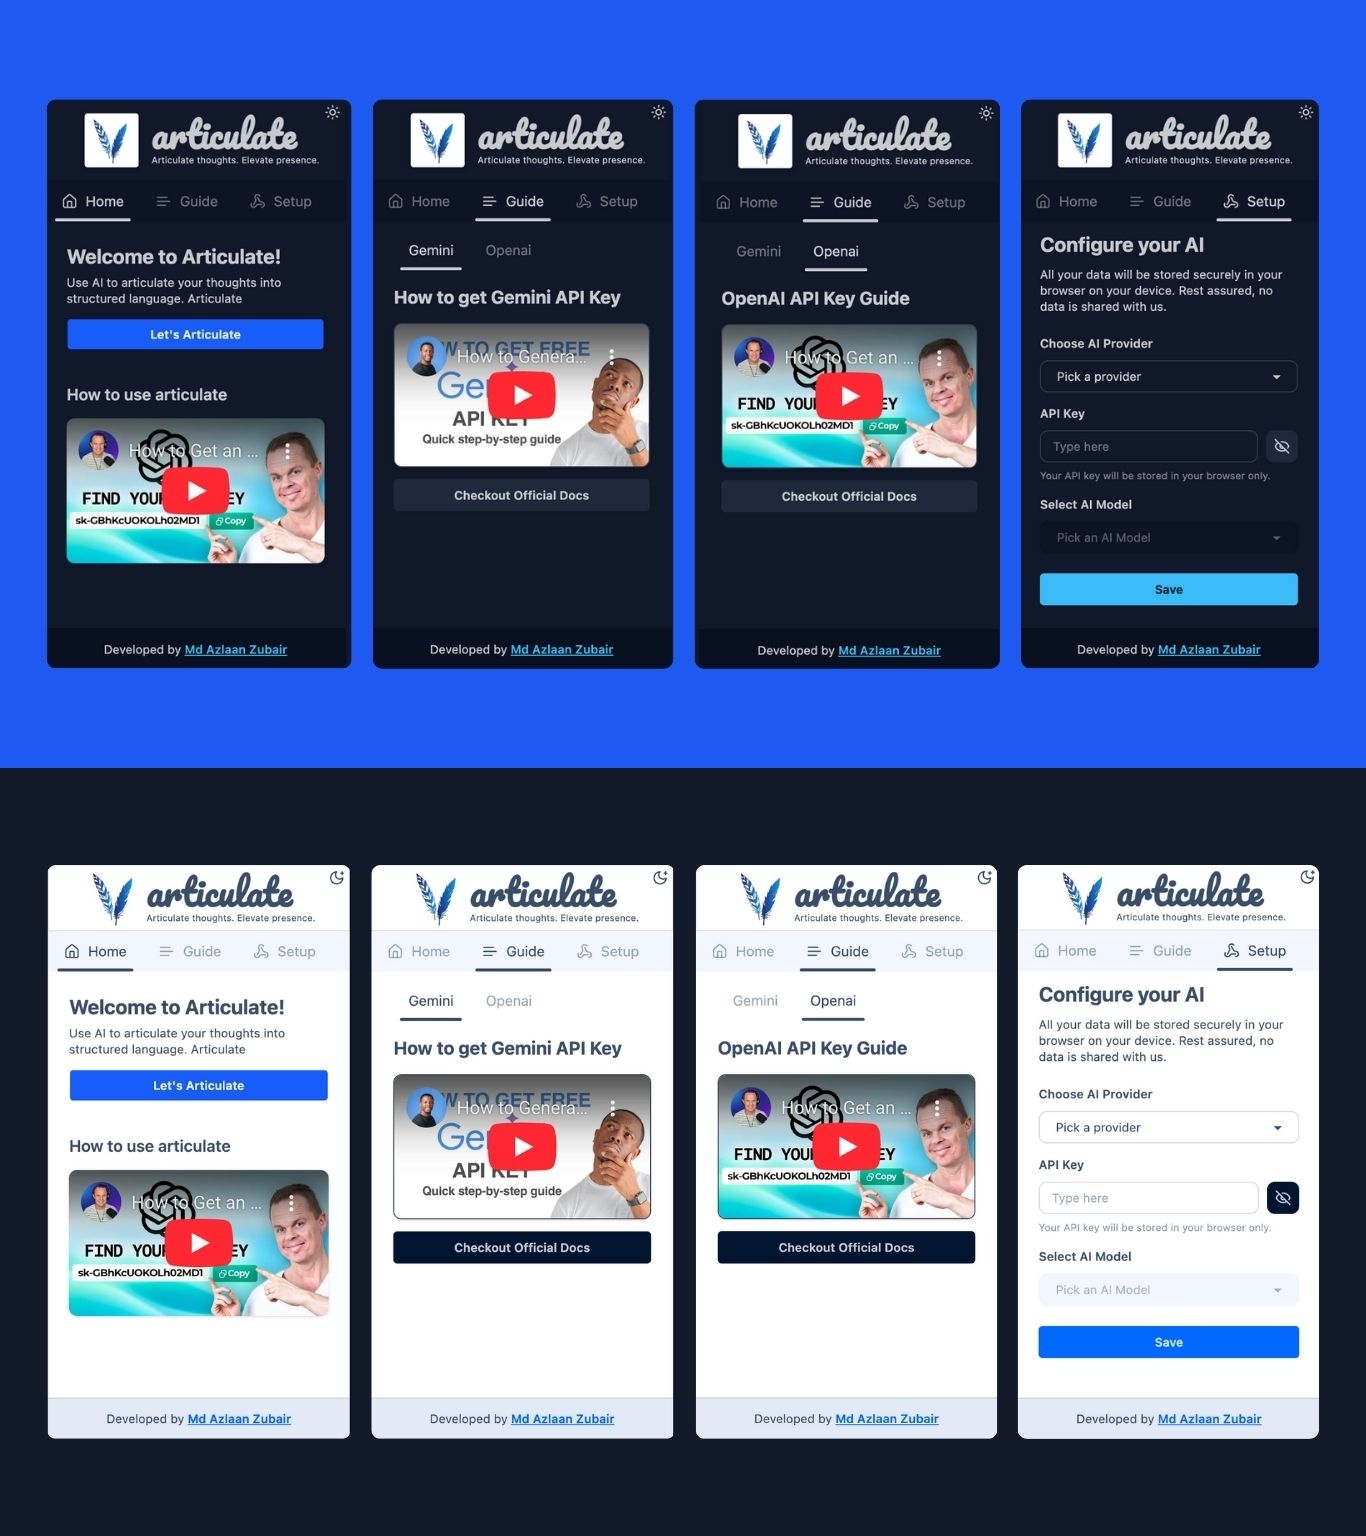 articulate
Articulate thoughts. Elevate presence.
Home Guide Setup
Welcome to Articulate!
Use AI to articulate your thoughts into
structured language. Articulate
Let's Articulate
How to use articulate
How to Get an ...
FIND YOUR EY
sk-GBhKcUOKOLh02MD1 Copy
Developed by Md Azlaan Zubair
articulate
Articulate thoughts. Elevate presence.
Home Guide Setup
Gemini Openai
How to get Gemini API Key
W TO GET FREE
How to Genera...
Gem
API KEY
Quick step-by-step guide
Checkout Official Docs
Developed by Md Azlaan Zubair
articulate
Articulate thoughts. Elevate presence.
Home Guide Setup
Gemini Openai
OpenAI API Key Guide
How to Get an ...
FIND YOU EY
sk-GBhKcUOKOLh02MD1 Copy
Checkout Official Docs
Developed by Md Azlaan Zubair
articulate
Articulate thoughts. Elevate presence.
Home Guide Setup
Configure your AI
All your data will be stored securely in your
browser on your device. Rest assured, no
data is shared with us.
Choose AI Provider
Pick a provider
API Key
Type here
Your API key will be stored in your browser only.
Select AI Model
Pick an AI Model
Save
Developed by Md Azlaan Zubair
articulate
Articulate thoughts. Elevate presence.
Home Guide Setup
Welcome to Articulate!
Use AI to articulate your thoughts into
structured language. Articulate
Let's Articulate
How to use articulate
How to Get an ...
FIND YOUR EY
sk-GBhKcUOKOLh02MD1 Copy
Developed by Md Azlaan Zubair
articulate
Articulate thoughts. Elevate presence.
Home Guide Setup
Gemini Openai
How to get Gemini API Key
W TO GET FREE
How to Genera...
Gem
API KEY
Quick step-by-step guide
Checkout Official Docs
Developed by Md Azlaan Zubair
articulate
Articulate thoughts. Elevate presence.
Home Guide Setup
Gemini Openai
OpenAI API Key Guide
How to Get an ...
FIND YOU EY
sk-GBhKcUOKOLh02MD1 Copy
Checkout Official Docs
Developed by Md Azlaan Zubair
articulate
Articulate thoughts. Elevate presence.
Home Guide Setup
Configure your AI
All your data will be stored securely in your
browser on your device. Rest assured, no
data is shared with us.
Choose AI Provider
Pick a provider
API Key
Type here
Your API key will be stored in your browser only.
Select AI Model
Pick an AI Model
Save
Developed by Md Azlaan Zubair